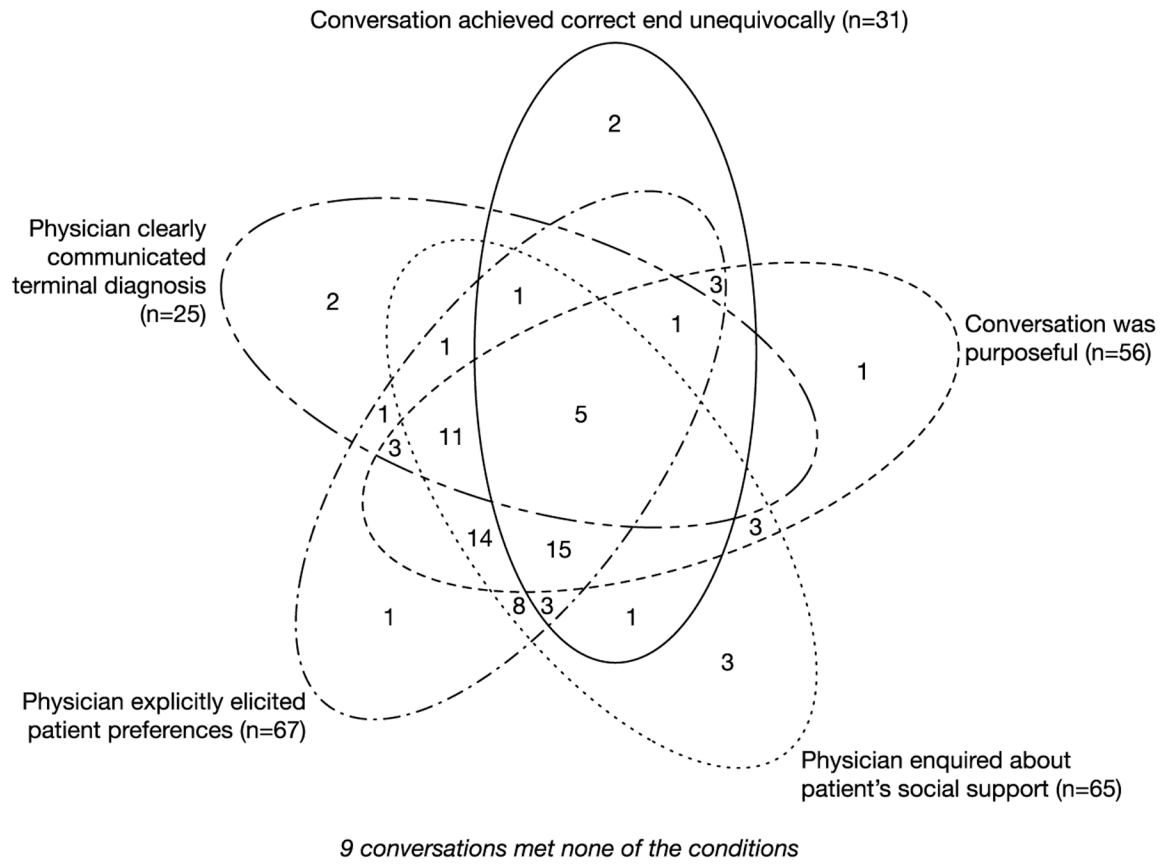 Conversation achieved correct end unequivocally (n=31)
2
Physician clearly
communicated
terminal diagnosis
(n=25)
2
1
3
1
Conversation was
purposeful (n=56)
1
1
1
3
11
5
14
15
3
8
3
1
1
3
Physician explicitly elicited
patient preferences (n=67)
Physician enquired about
patient's social support (n=65)
9 conversations met none of the conditions